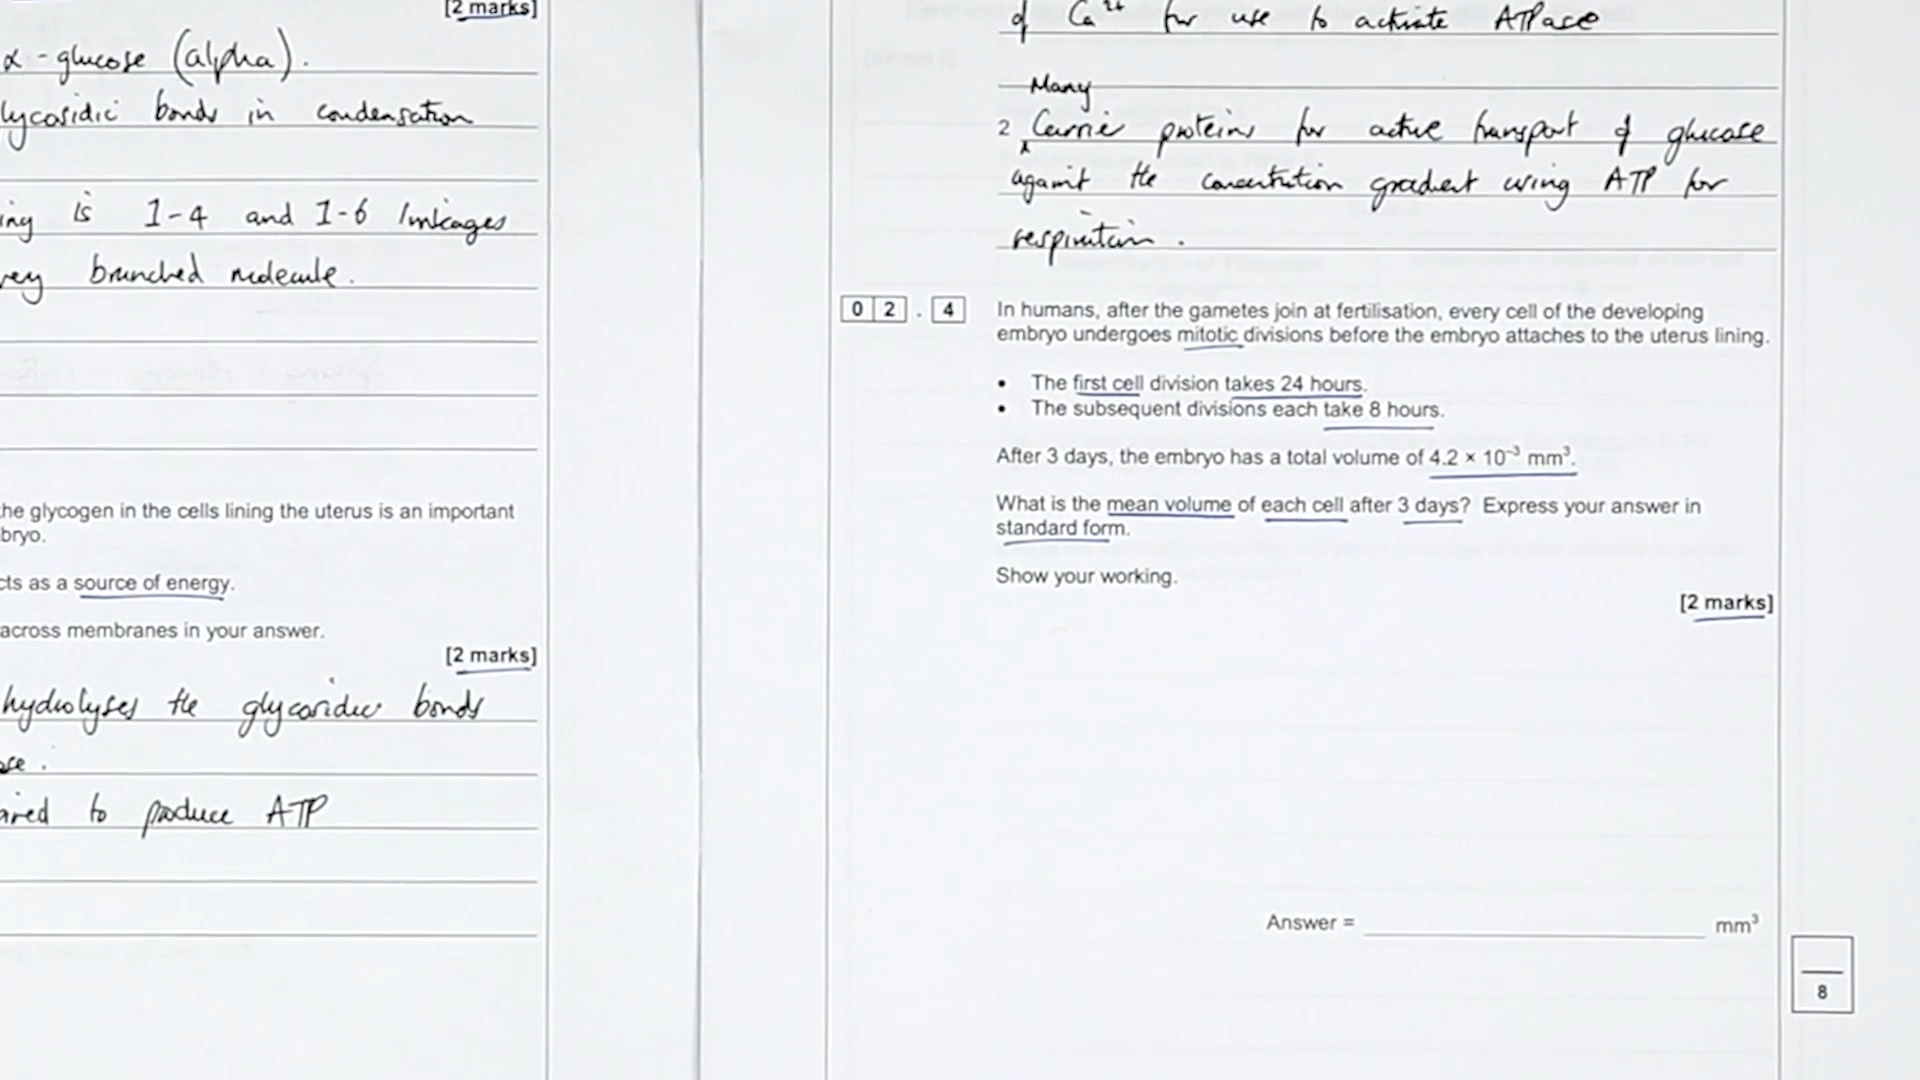 [2 marks]
α-glucose (alpha).
lycosidic bonds in condensation
ing is 1-4 and 1-6 linkages
rey branched molecule.
the glycogen in the cells lining the uterus is an important
bryo.
cts as a source of energy.
across membranes in your answer.
[2 marks]
hydrolyses the glycosidic bonds
ose.
ired to produce ATP
of Ca²⁺ for use to activate ATPase
Many
2 Carrier proteins for active transport of glucose
against the concentration gradient using ATP for
respiration.
0 2 . 4 In humans, after the gametes join at fertilisation, every cell of the developing
embryo undergoes mitotic divisions before the embryo attaches to the uterus lining.
• The first cell division takes 24 hours.
• The subsequent divisions each take 8 hours.
After 3 days, the embryo has a total volume of 4.2 × 10⁻³ mm³.
What is the mean volume of each cell after 3 days? Express your answer in
standard form.
Show your working.
[2 marks]
Answer = mm³
8